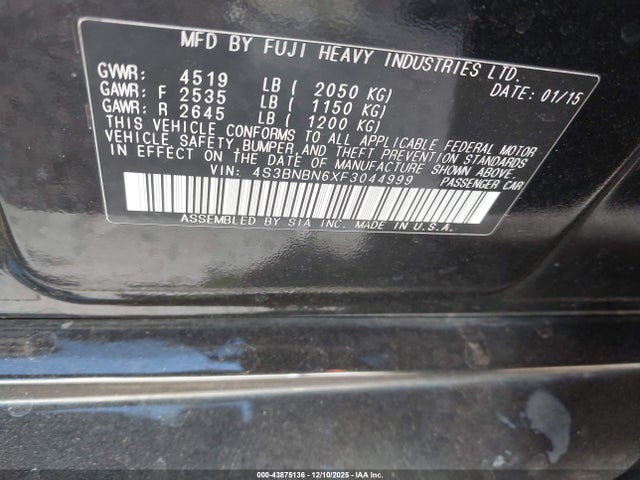 MFD BY FUJI HEAVY INDUSTRIES LTD.
GVWR: 4519 LB ( 2050 KG) DATE: 01/15
GAWR: F 2535 LB ( 1150 KG)
GAWR: R 2645 LB ( 1200 KG)
THIS VEHICLE CONFORMS TO ALL APPLICABLE FEDERAL MOTOR
VEHICLE SAFETY, BUMPER, AND THEFT PREVENTION STANDARDS
IN EFFECT ON THE DATE OF MANUFACTURE SHOWN ABOVE.
VIN: 4S3BNBN6XF3044999 PASSENGER CAR
ASSEMBLED BY SIA INC. MADE IN U.S.A.
000-43875136 - 12/10/2025 - IAA Inc.